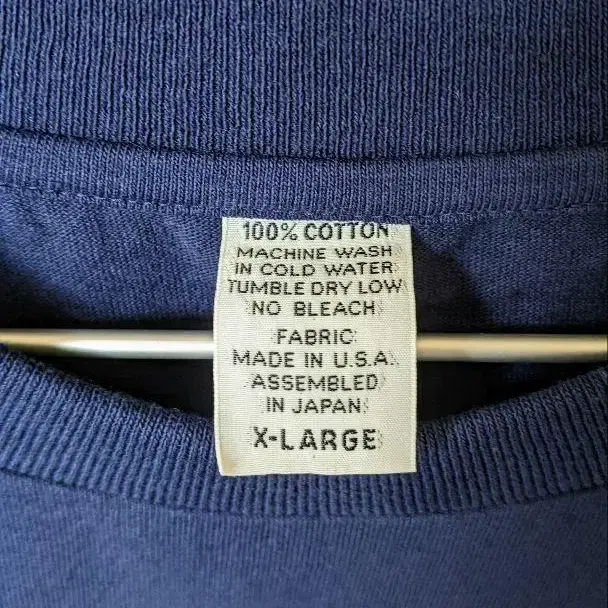 100% COTTON
MACHINE WASH
IN COLD WATER
TUMBLE DRY LOW
NO BLEACH
FABRIC
MADE IN U.S.A.
ASSEMBLED
IN JAPAN
X-LARGE